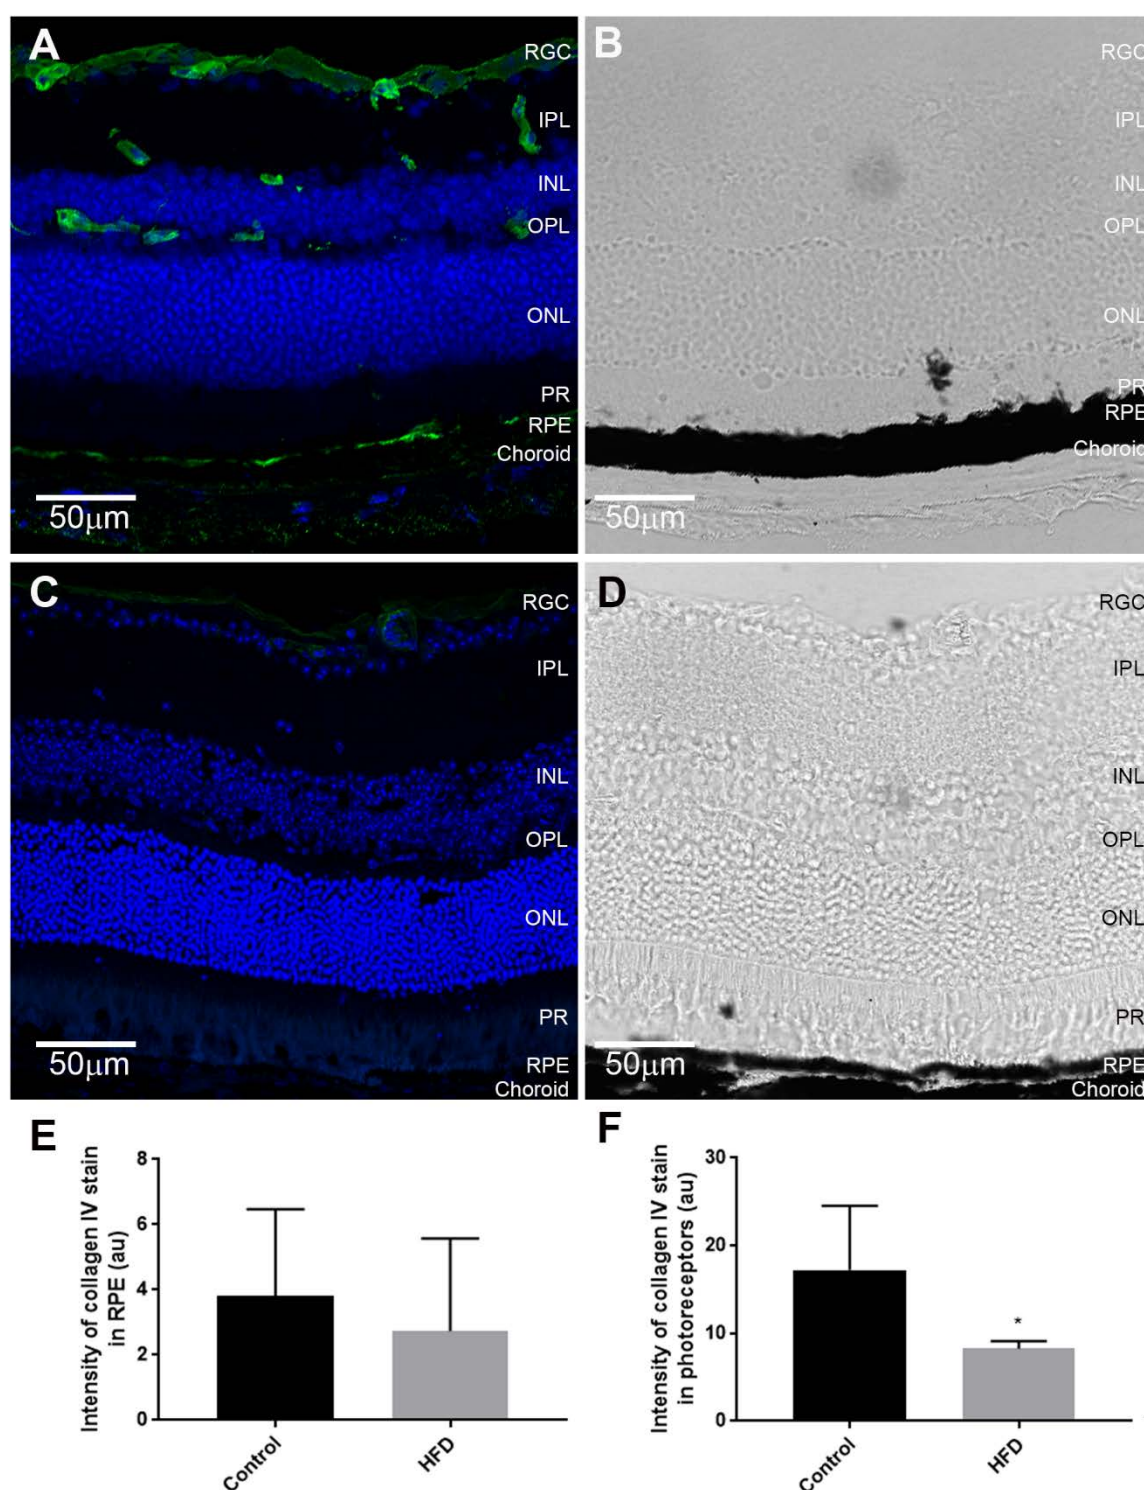 A
RGC
IPL
INL
OPL
ONL
PR
RPE
Choroid
50μm
B
RGC
IPL
INL
OPL
ONL
PR
RPE
Choroid
50μm
C
RGC
IPL
INL
OPL
ONL
PR
RPE
Choroid
50μm
D
RGC
IPL
INL
OPL
ONL
PR
RPE
Choroid
50μm
E
Intensity of collagen IV stain
in RPE (au)
8
6
4
2
0
Control
HFD
F
Intensity of collagen IV stain
in photoreceptors (au)
30
20
10
0
*
Control
HFD